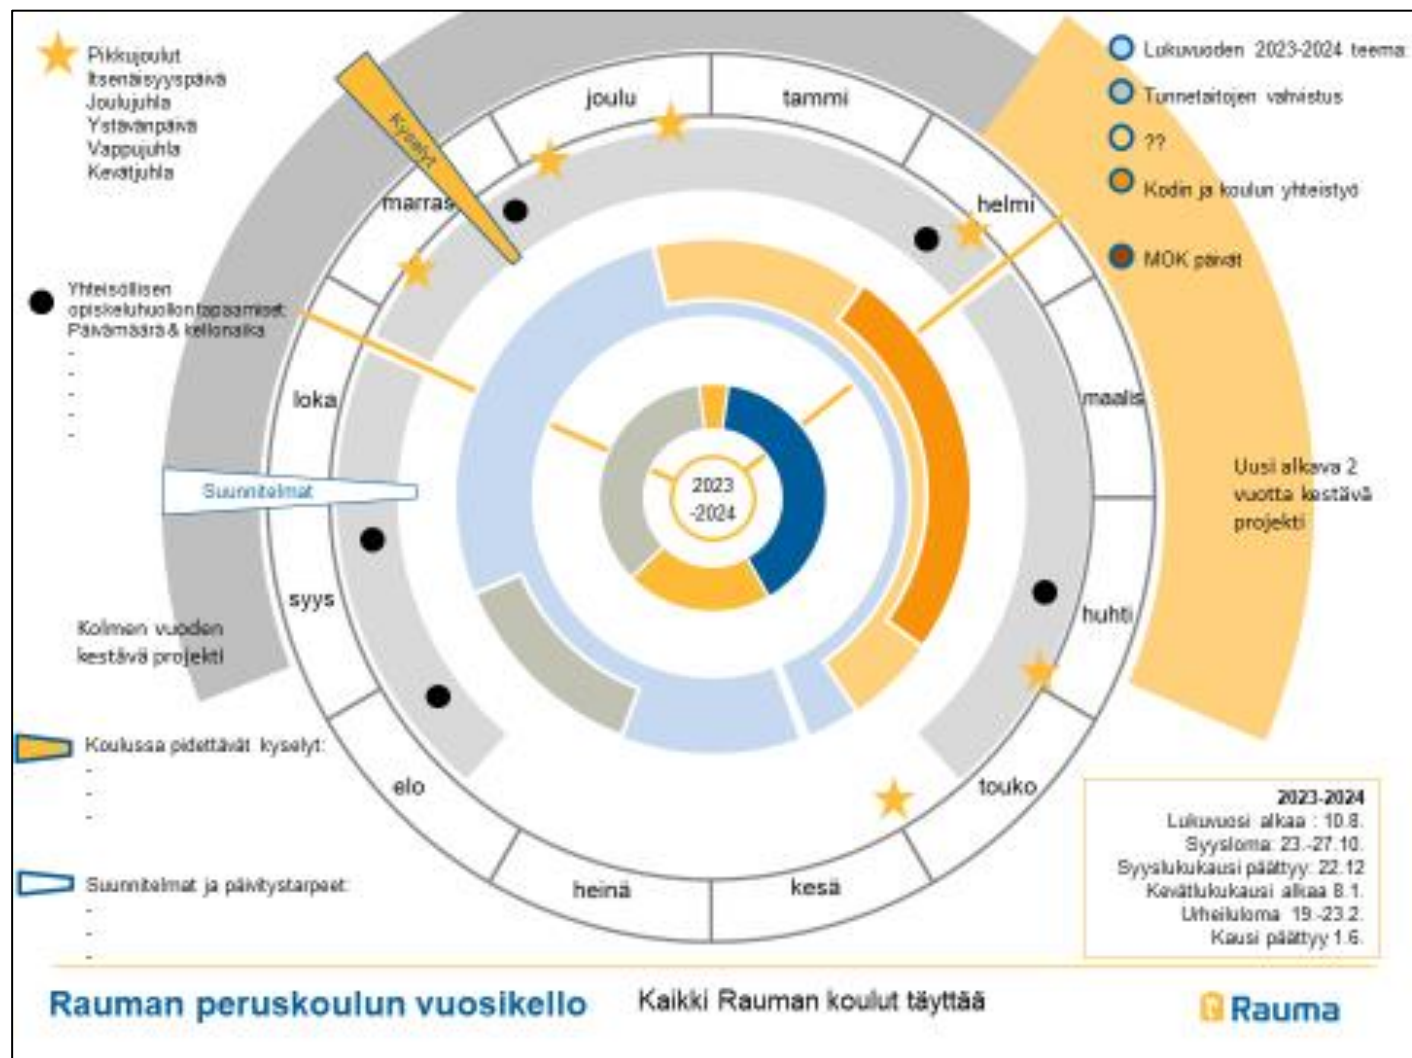 Pikkujoulut
Itsenäisyyspäivä
Joulujuhla
Ystävänpäivä
Vappujuhla
Kevätjuhla
Lukuvuoden 2023-2024 teema:
Tunnetaitojen vahvistus
??
Kodin ja koulun yhteistyö
MOK päivät
joulu
tammi
Kyselyt
marras
helmi
Yhteisöllisen
opiskeluhuollon tapaamiset:
Päivämäärä & kellonaika
-
-
-
-
loka
maalis
Suunnitelmat
2023
-2024
Uusi alkava 2
vuotta kestävä
projekti
syys
huhti
Kolmen vuoden
kestävä projekti
Koulussa pidettävät kyselyt:
-
-
-
elo
touko
Suunnitelmat ja päivitystarpeet:
-
-
-
heinä
kesä
2023-2024
Lukuvuosi alkaa : 10.8.
Syysloma: 23.-27.10.
Syyslukukausi päättyy: 22.12
Kevätlukukausi alkaa 8.1.
Urheiluloma 19.-23.2.
Kausi päättyy 1.6.
Rauman peruskoulun vuosikello
Kaikki Rauman koulut täyttää
Rauma